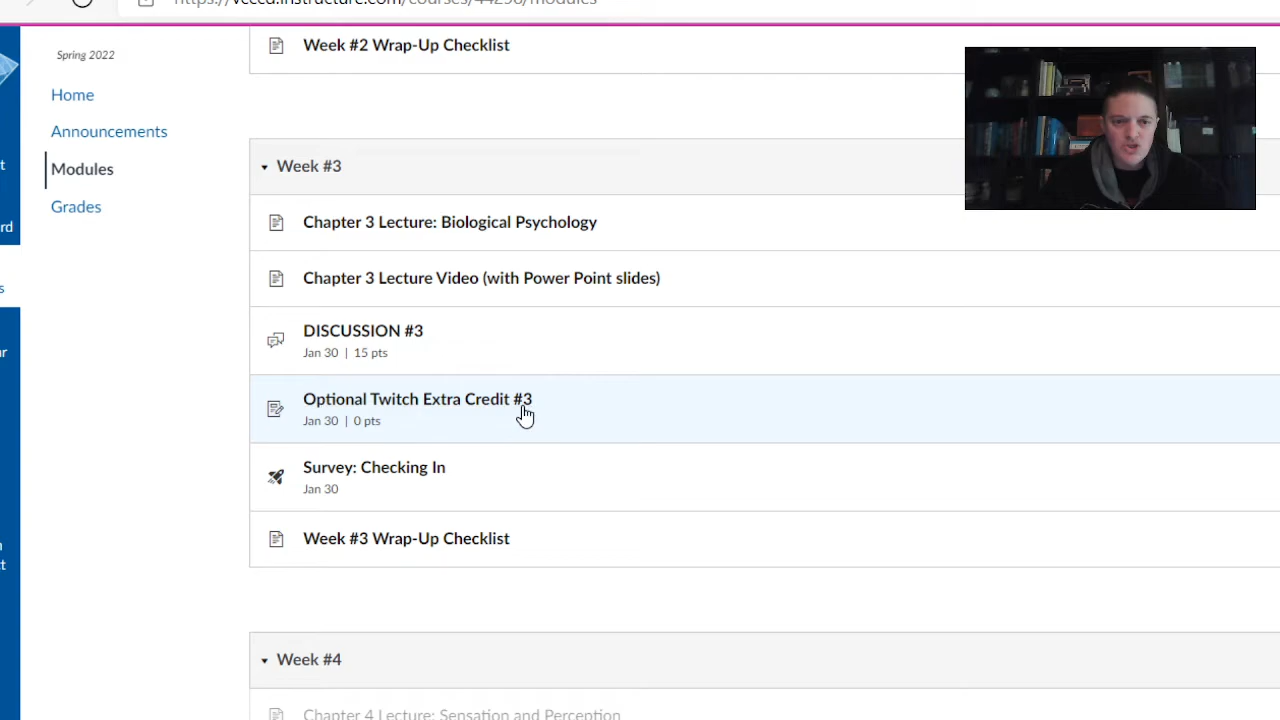 Spring 2022
Home
Announcements
Modules
Grades
Week #2 Wrap-Up Checklist
Week #3
Chapter 3 Lecture: Biological Psychology
Chapter 3 Lecture Video (with Power Point slides)
DISCUSSION #3
Jan 30 | 15 pts
Optional Twitch Extra Credit #3
Jan 30 | 0 pts
Survey: Checking In
Jan 30
Week #3 Wrap-Up Checklist
Week #4
Chapter 4 Lecture: Sensation and Perception